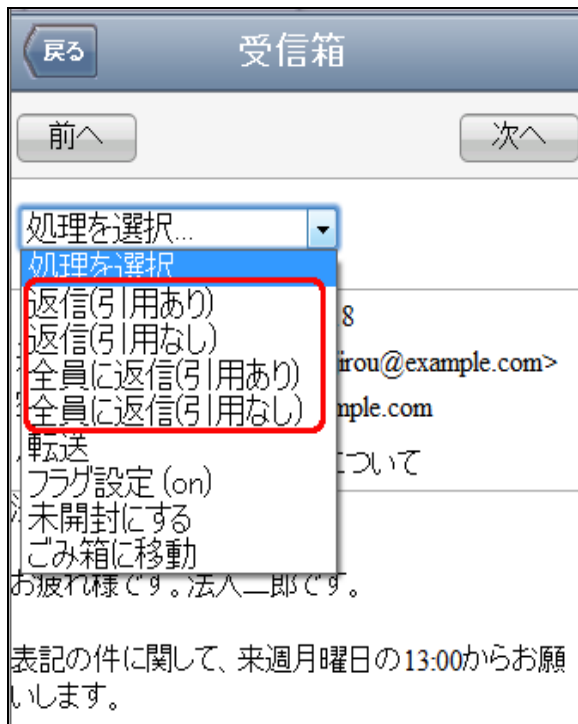 戻る
受信箱
前へ
次へ
処理を選択...
処理を選択
返信(引用あり)
返信(引用なし)
全員に返信(引用あり)
全員に返信(引用なし)
転送
フラグ設定 (on)
未開封にする
ごみ箱に移動
8
irou@example.com>
mple.com
について
お疲れ様です。法人二郎です。
表記の件に関して、来週月曜日の13:00からお願
いします。